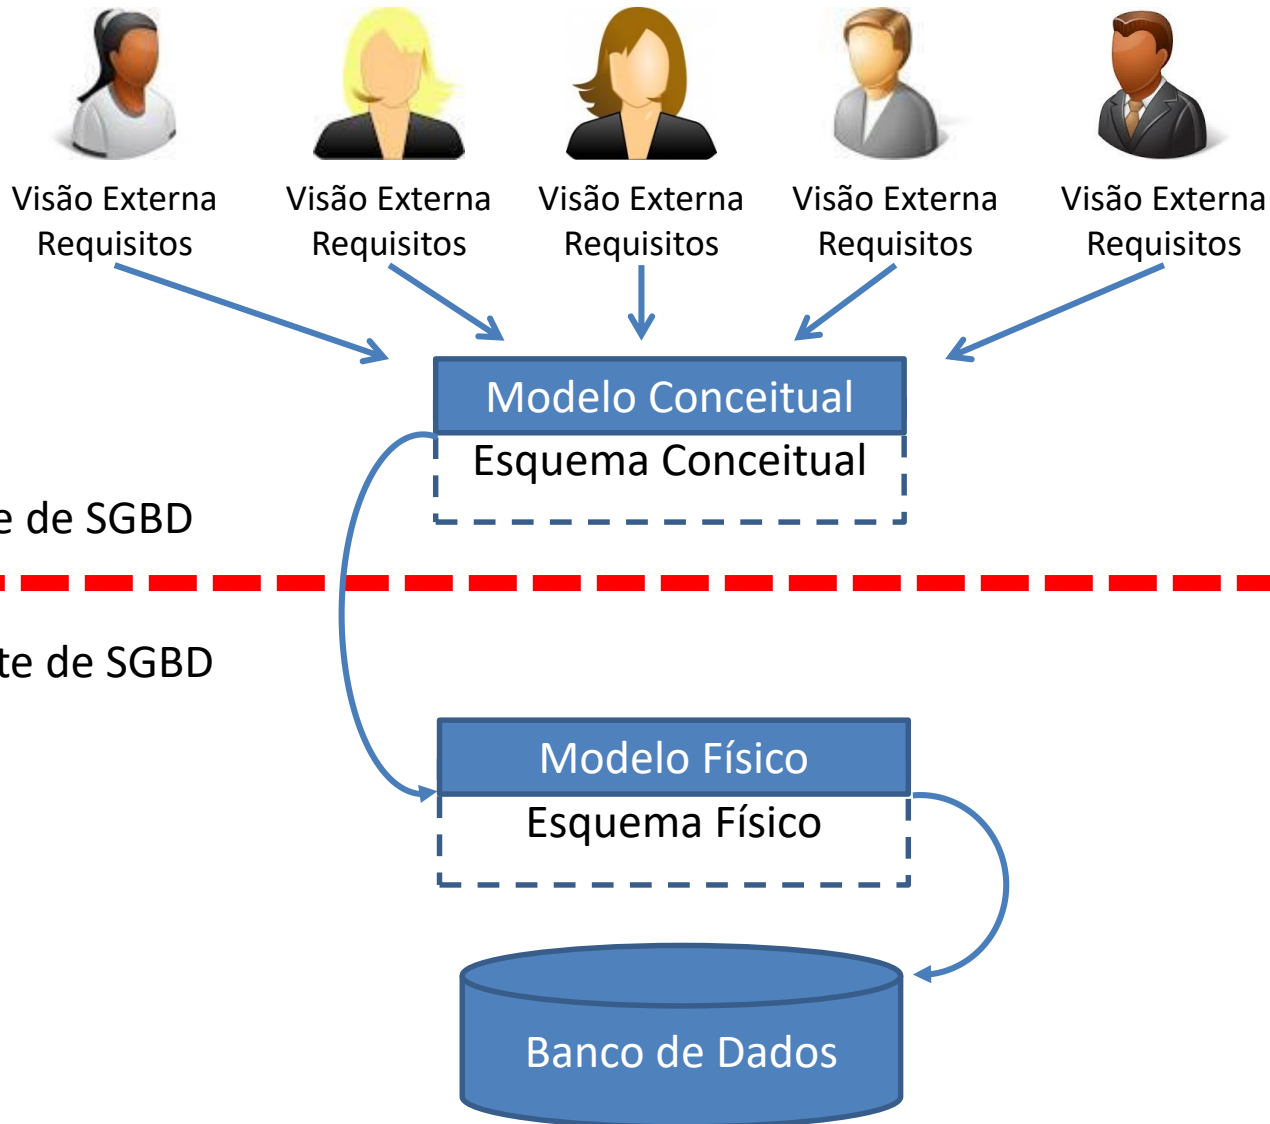 Visão Externa
Requisitos
Visão Externa
Requisitos
Visão Externa
Requisitos
Visão Externa
Requisitos
Visão Externa
Requisitos
Modelo Conceitual
Esquema Conceitual
de SGBD
de SGBD
Modelo Físico
Esquema Físico
Banco de Dados